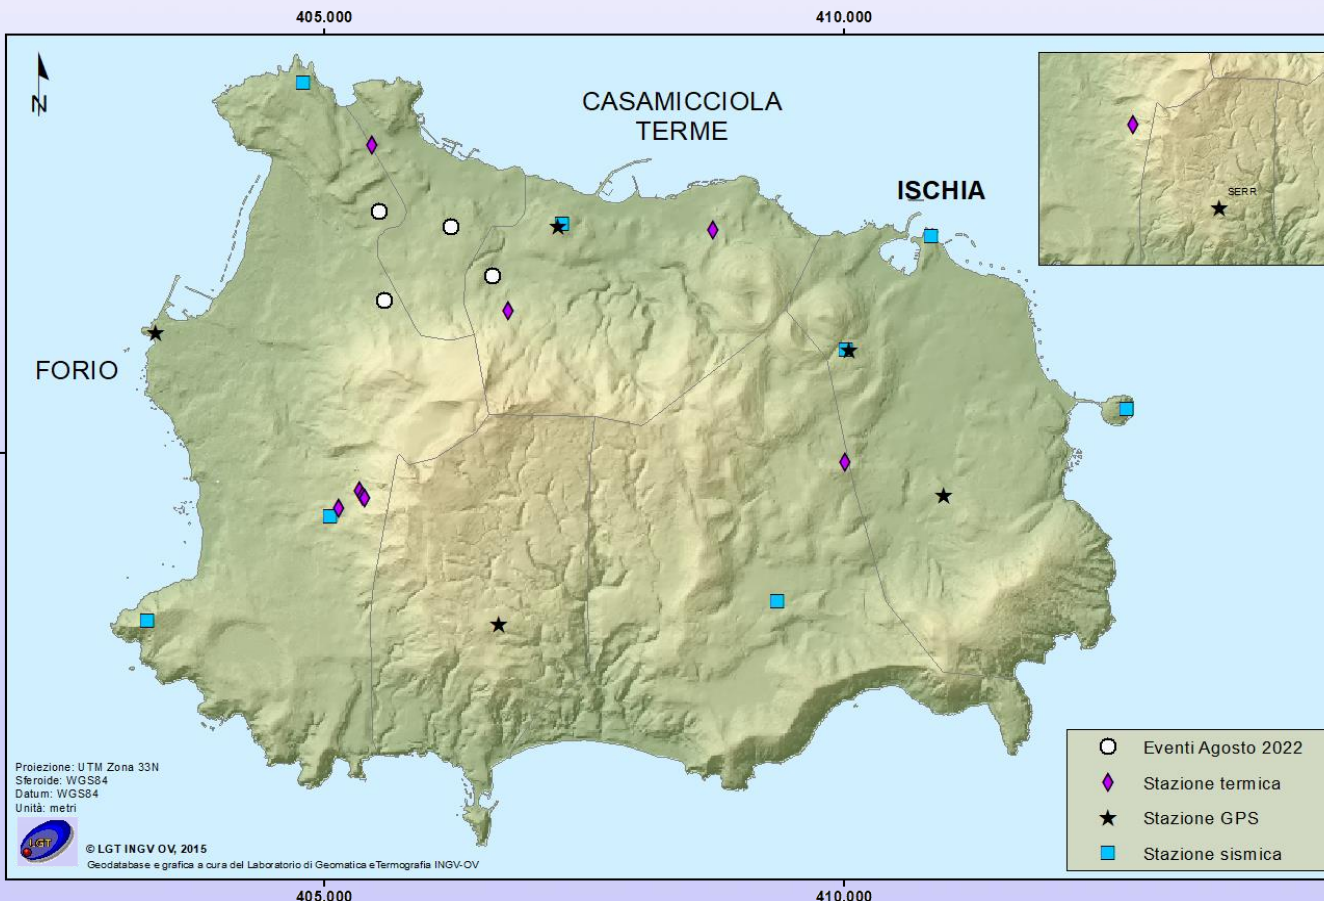 405.000
410.000
N
CASAMICCIOLA
TERME
ISCHIA
SERR
FORIO
Proiezione: UTM Zona 33N
Sferoide: WGS84
Datum: WGS84
Unità: metri
LGT
© LGT INGV OV, 2015
Geodatabase e grafica a cura del Laboratorio di Geomatica e Termografia INGV-OV
Eventi Agosto 2022
Stazione termica
Stazione GPS
Stazione sismica
405.000
410.000